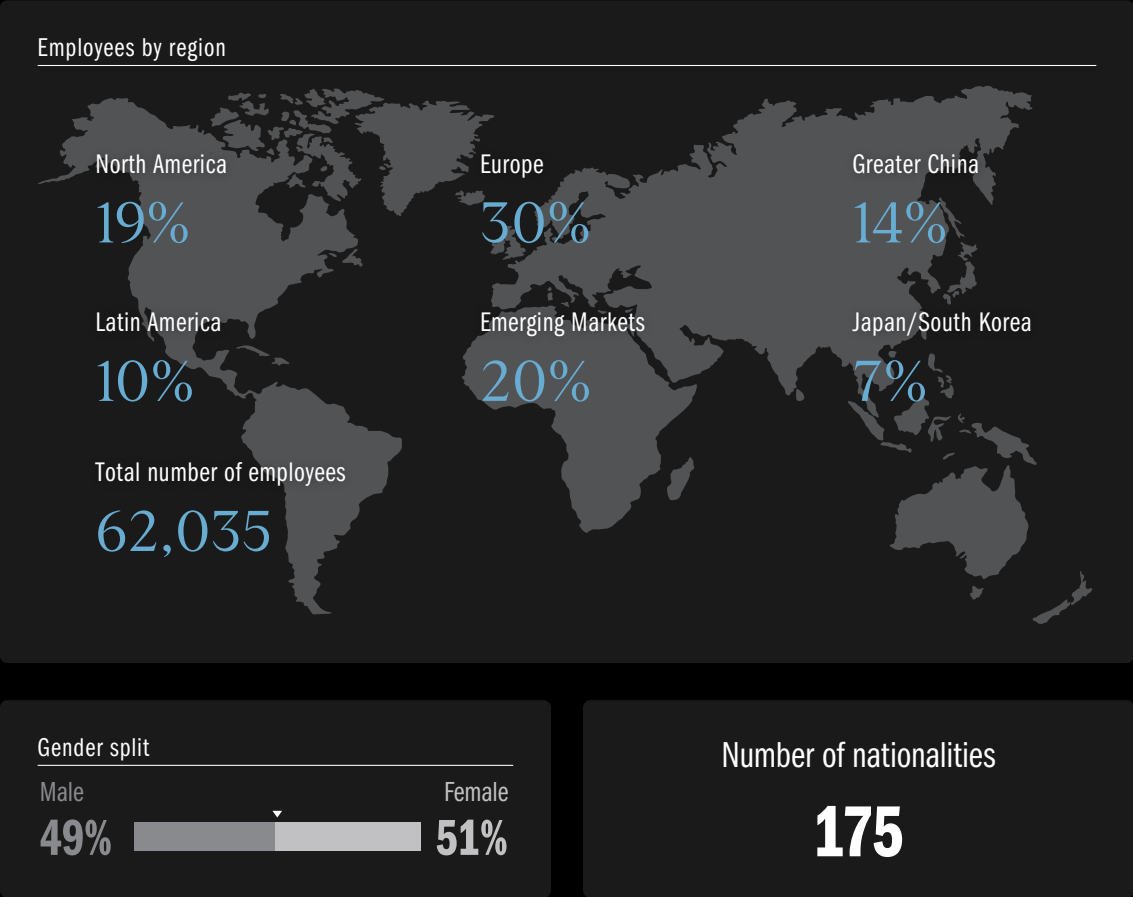 Employees by region
North America
19%
Europe
30%
Greater China
14%
Latin America
10%
Emerging Markets
20%
Japan/South Korea
7%
Total number of employees
62,035
Gender split
Male
49%
Female
51%
Number of nationalities
175